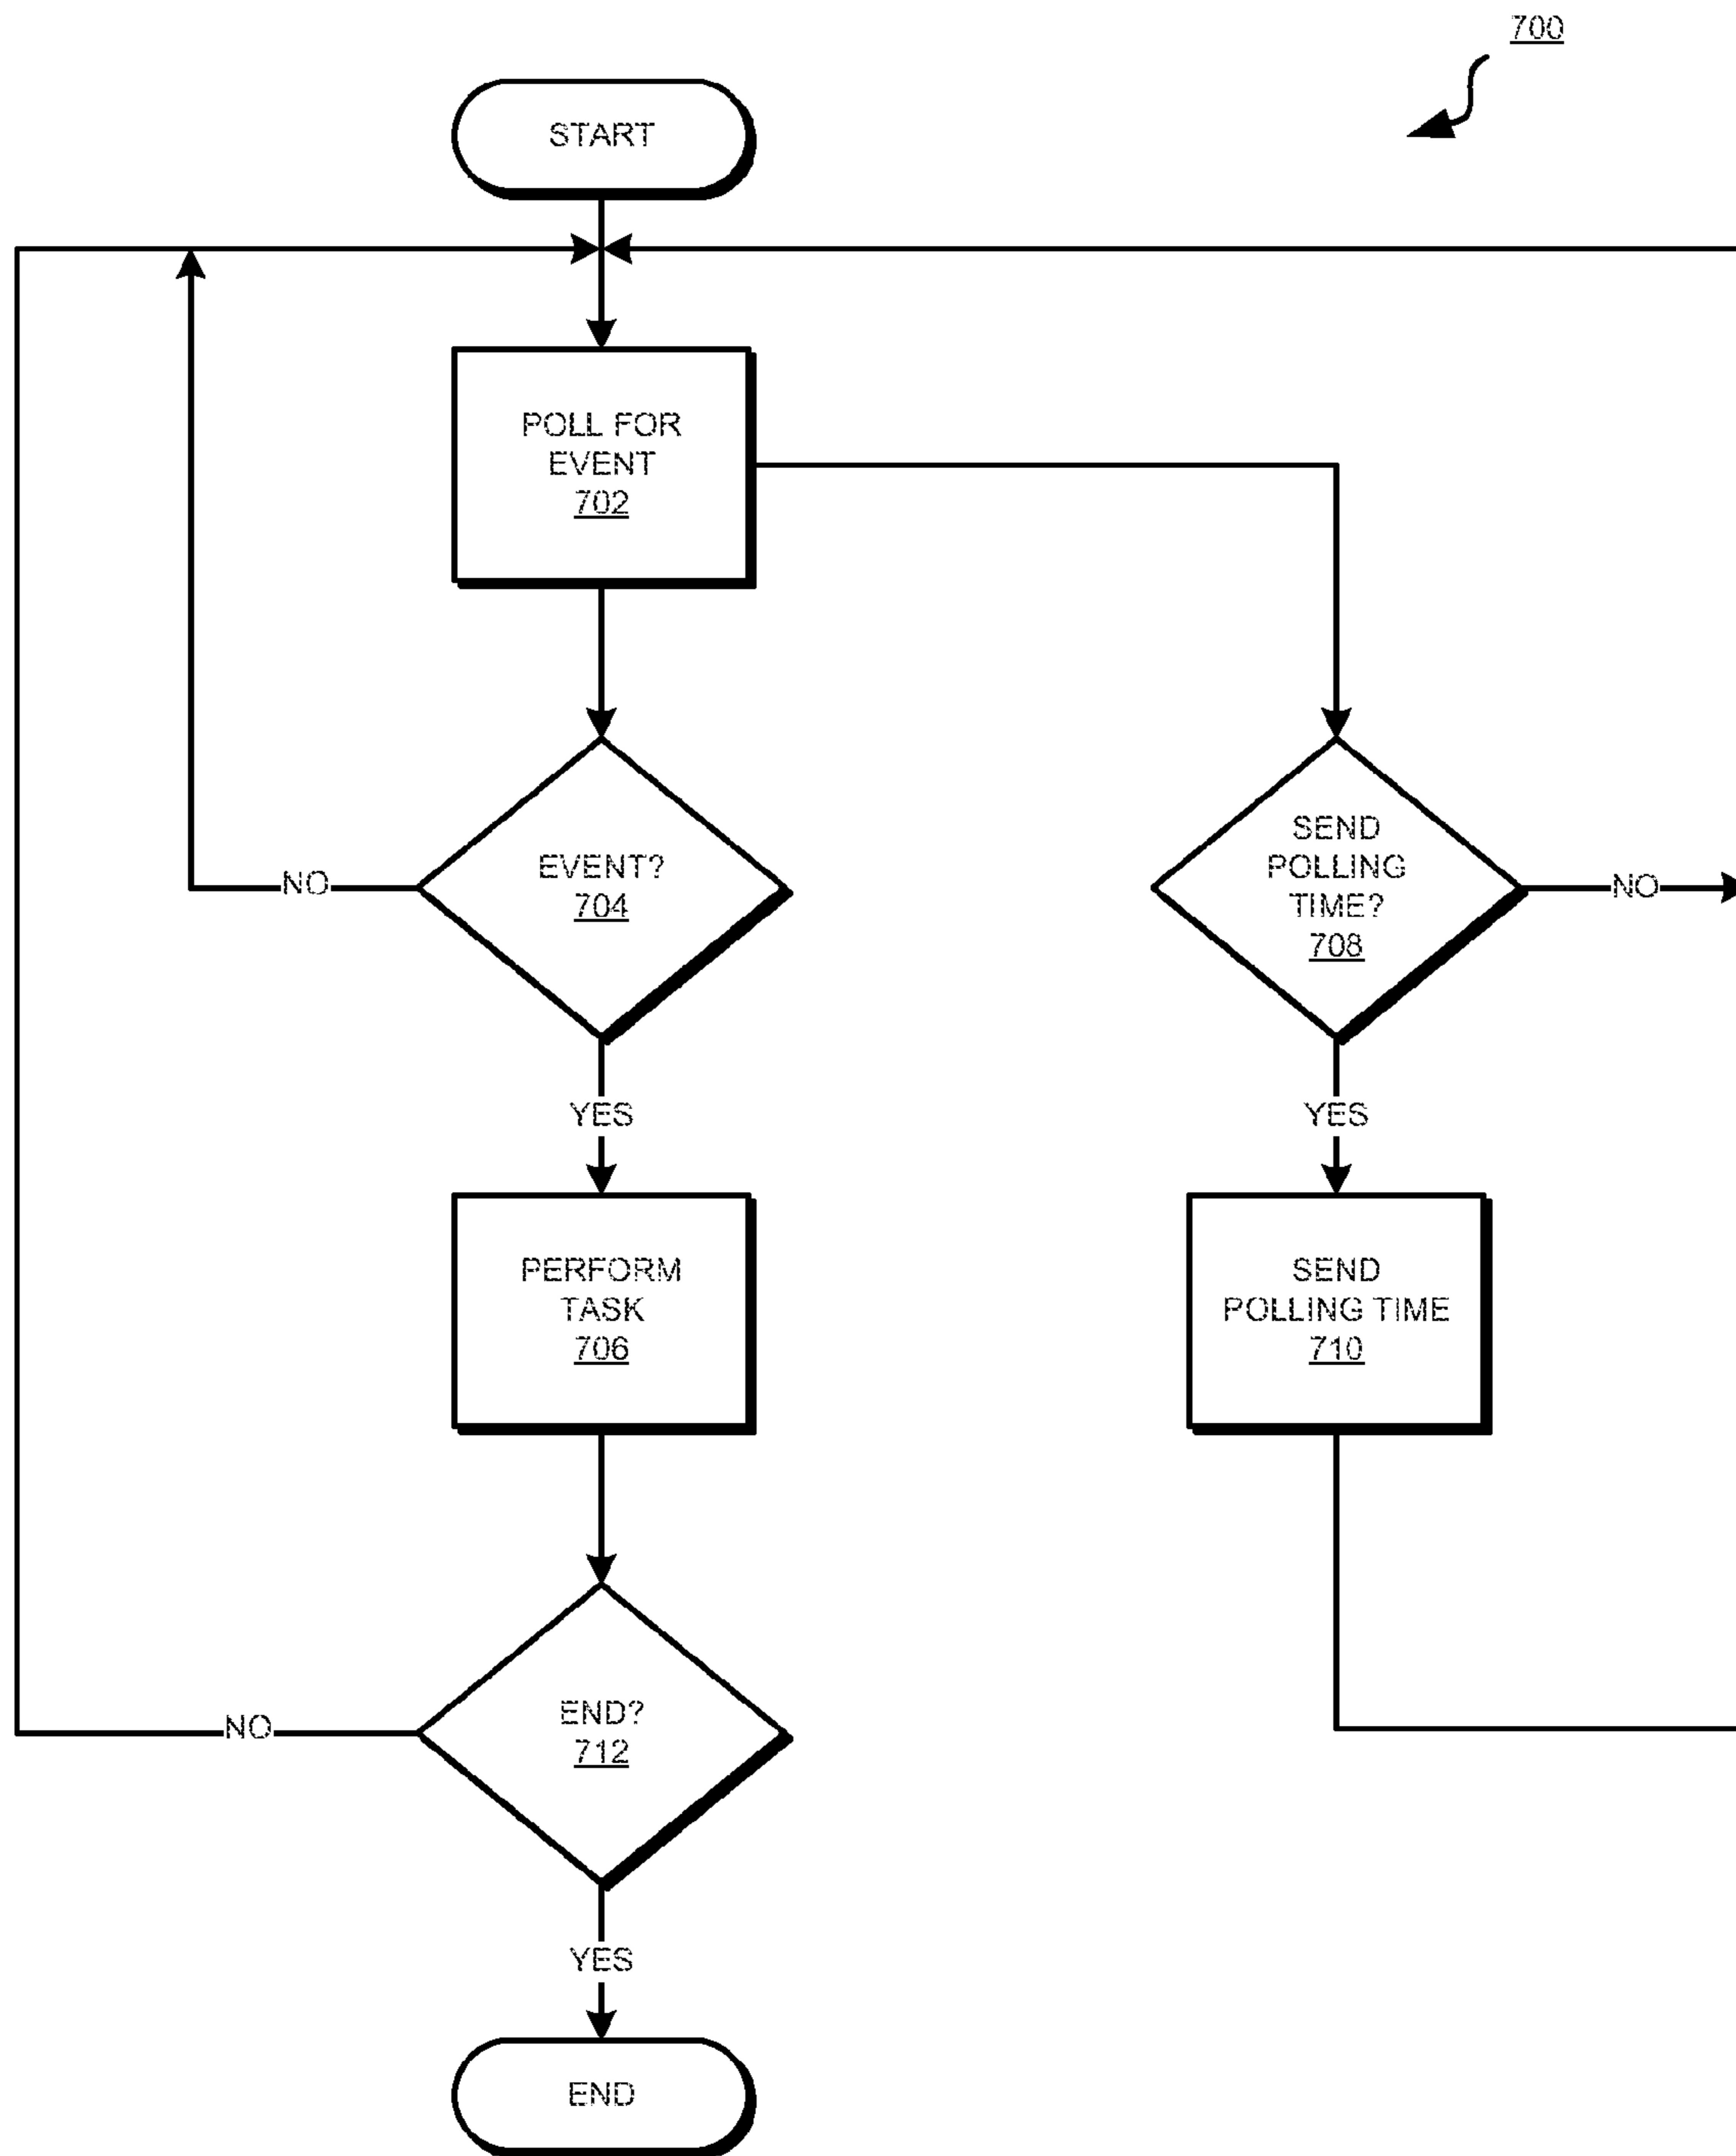 700
START
POLL FOR
EVENT
702
EVENT?
704
NO
SEND
POLLING
TIME?
708
NO
YES
YES
PERFORM
TASK
706
SEND
POLLING TIME
710
END?
712
NO
YES
END